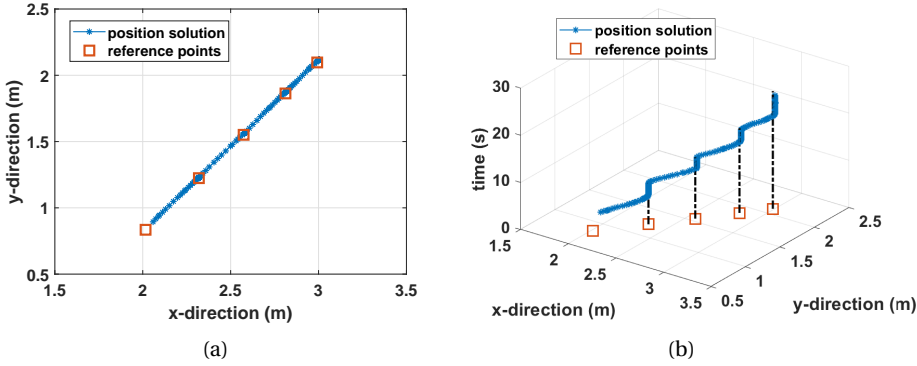 2.5
2
1.5
1
0.5
y-direction (m)
position solution
reference points
1.5
2
2.5
3
3.5
x-direction (m)
(a)
position solution
reference points
30
20
10
0
time (s)
1.5
2
2.5
3
3.5
x-direction (m)
0.5
1
1.5
2
2.5
y-direction (m)
(b)